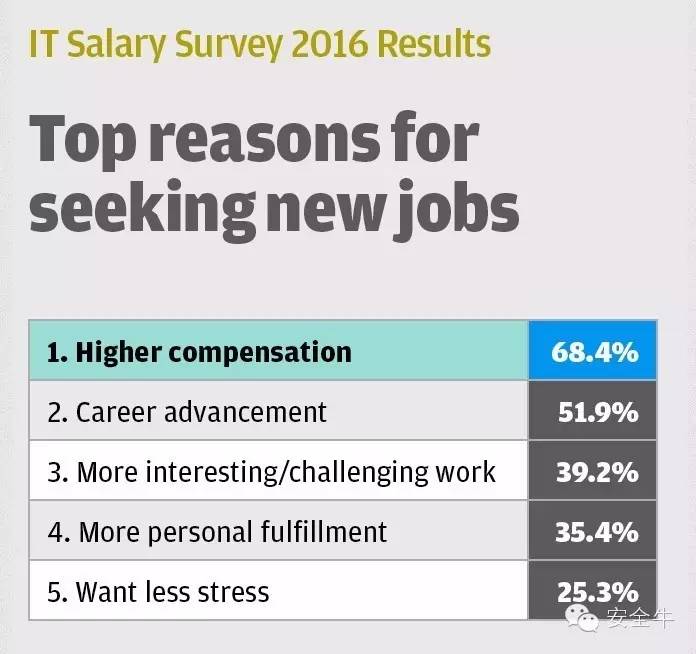 IT Salary Survey 2016 Results
Top reasons for
seeking new jobs
1. Higher compensation 68.4%
2. Career advancement 51.9%
3. More interesting/challenging work 39.2%
4. More personal fulfillment 35.4%
5. Want less stress 25.3%
安全牛